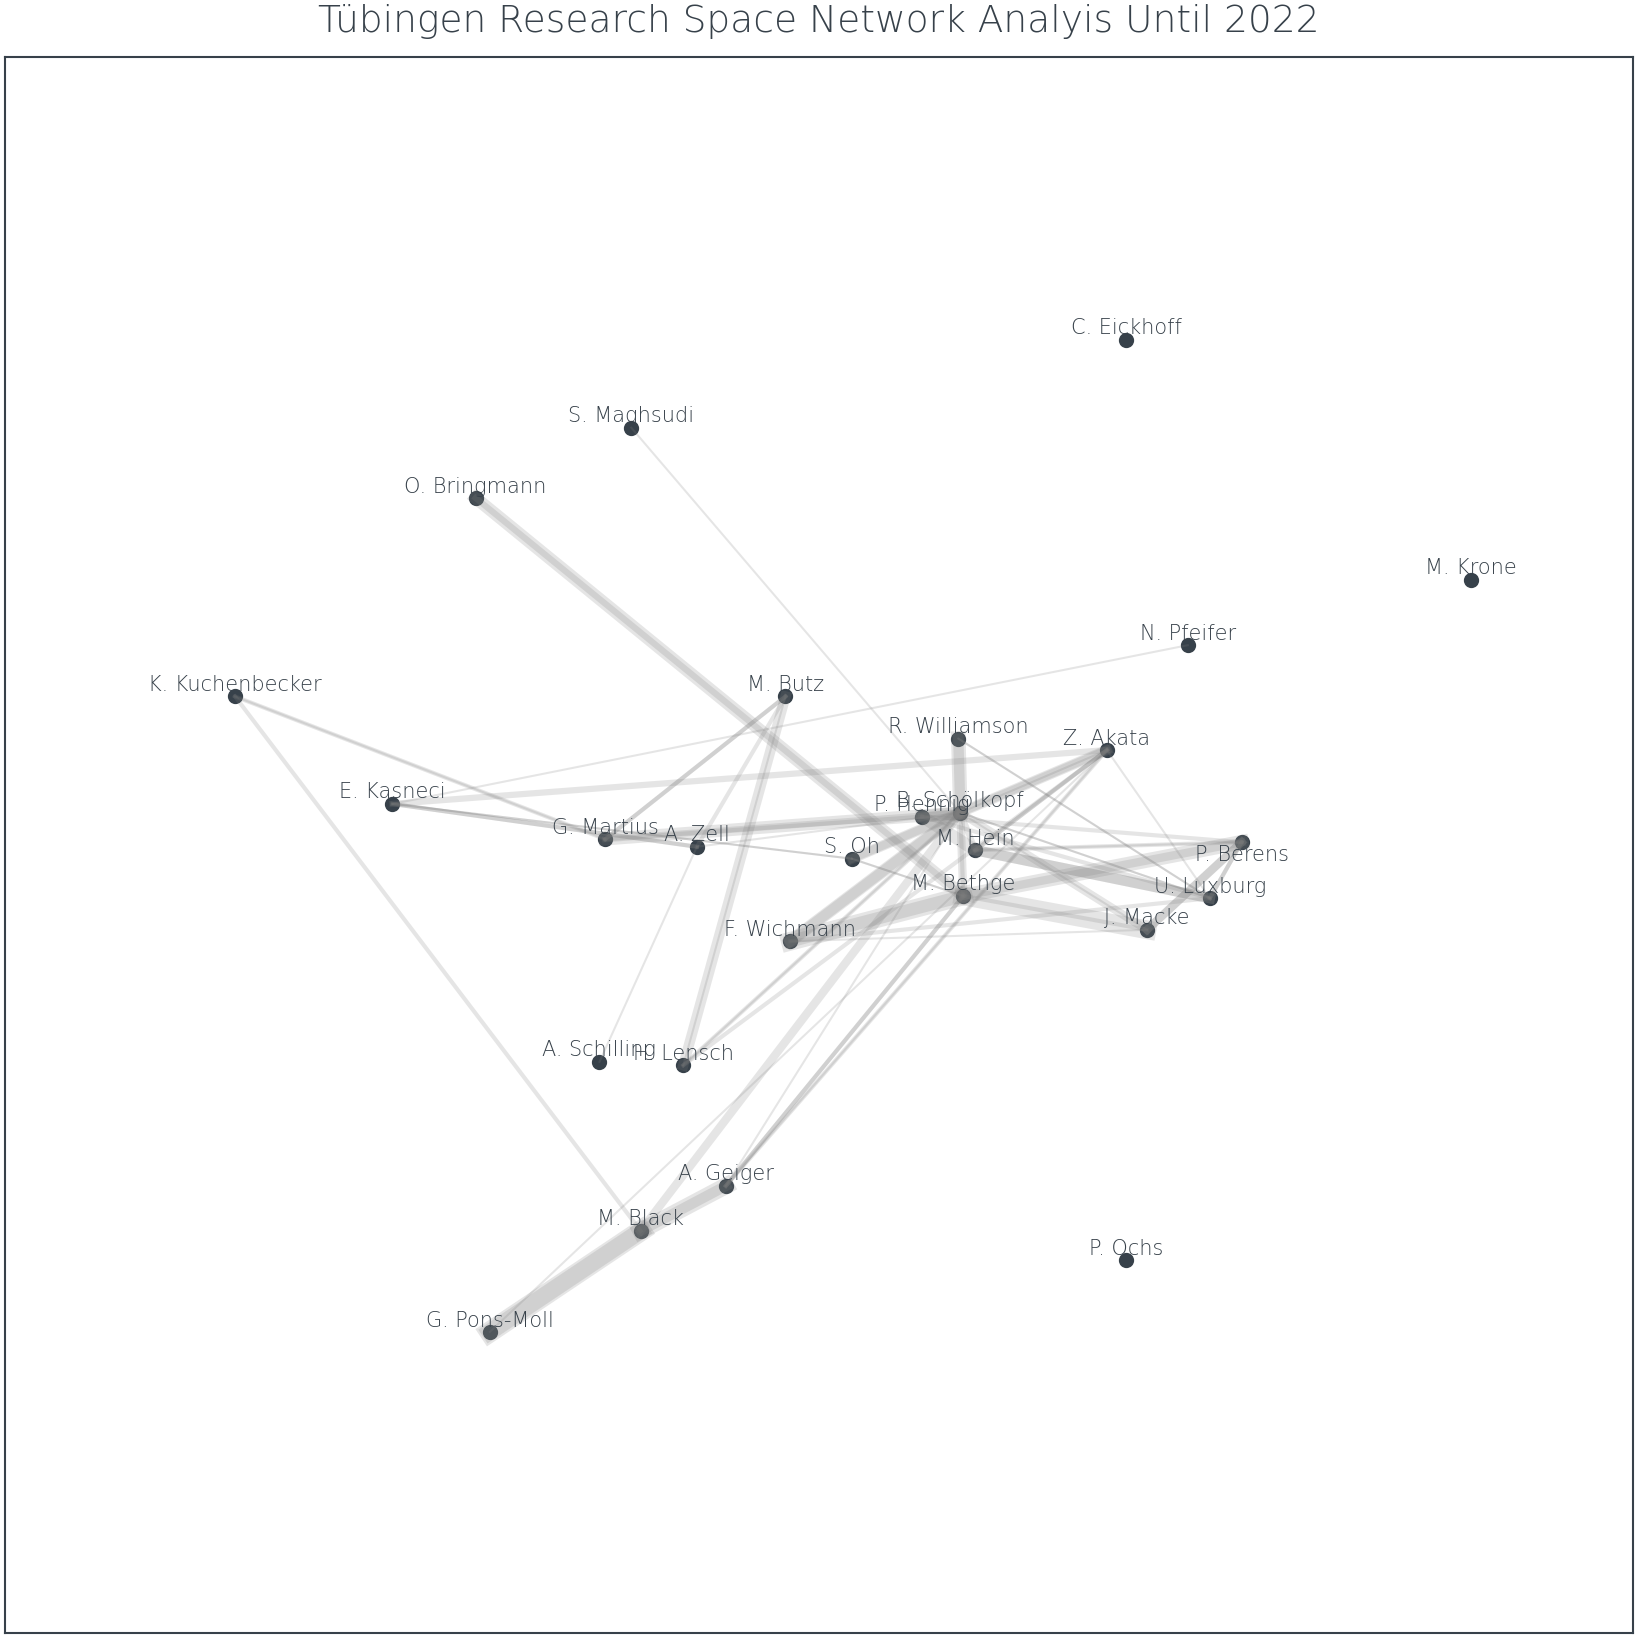 Tübingen Research Space Network Analyis Until 2022
C. Eickhoff
S. Maghsudi
O. Bringmann
M. Krone
N. Pfeifer
K. Kuchenbecker
M. Butz
R. Williamson
Z. Akata
E. Kasneci
B. Schölkopf
P. Hennig
G. Martius
A. Zell
M. Hein
S. Oh
P. Berens
M. Bethge
U. Luxburg
J. Macke
F. Wichmann
A. Schilling
H. Lensch
A. Geiger
M. Black
P. Ochs
G. Pons-Moll